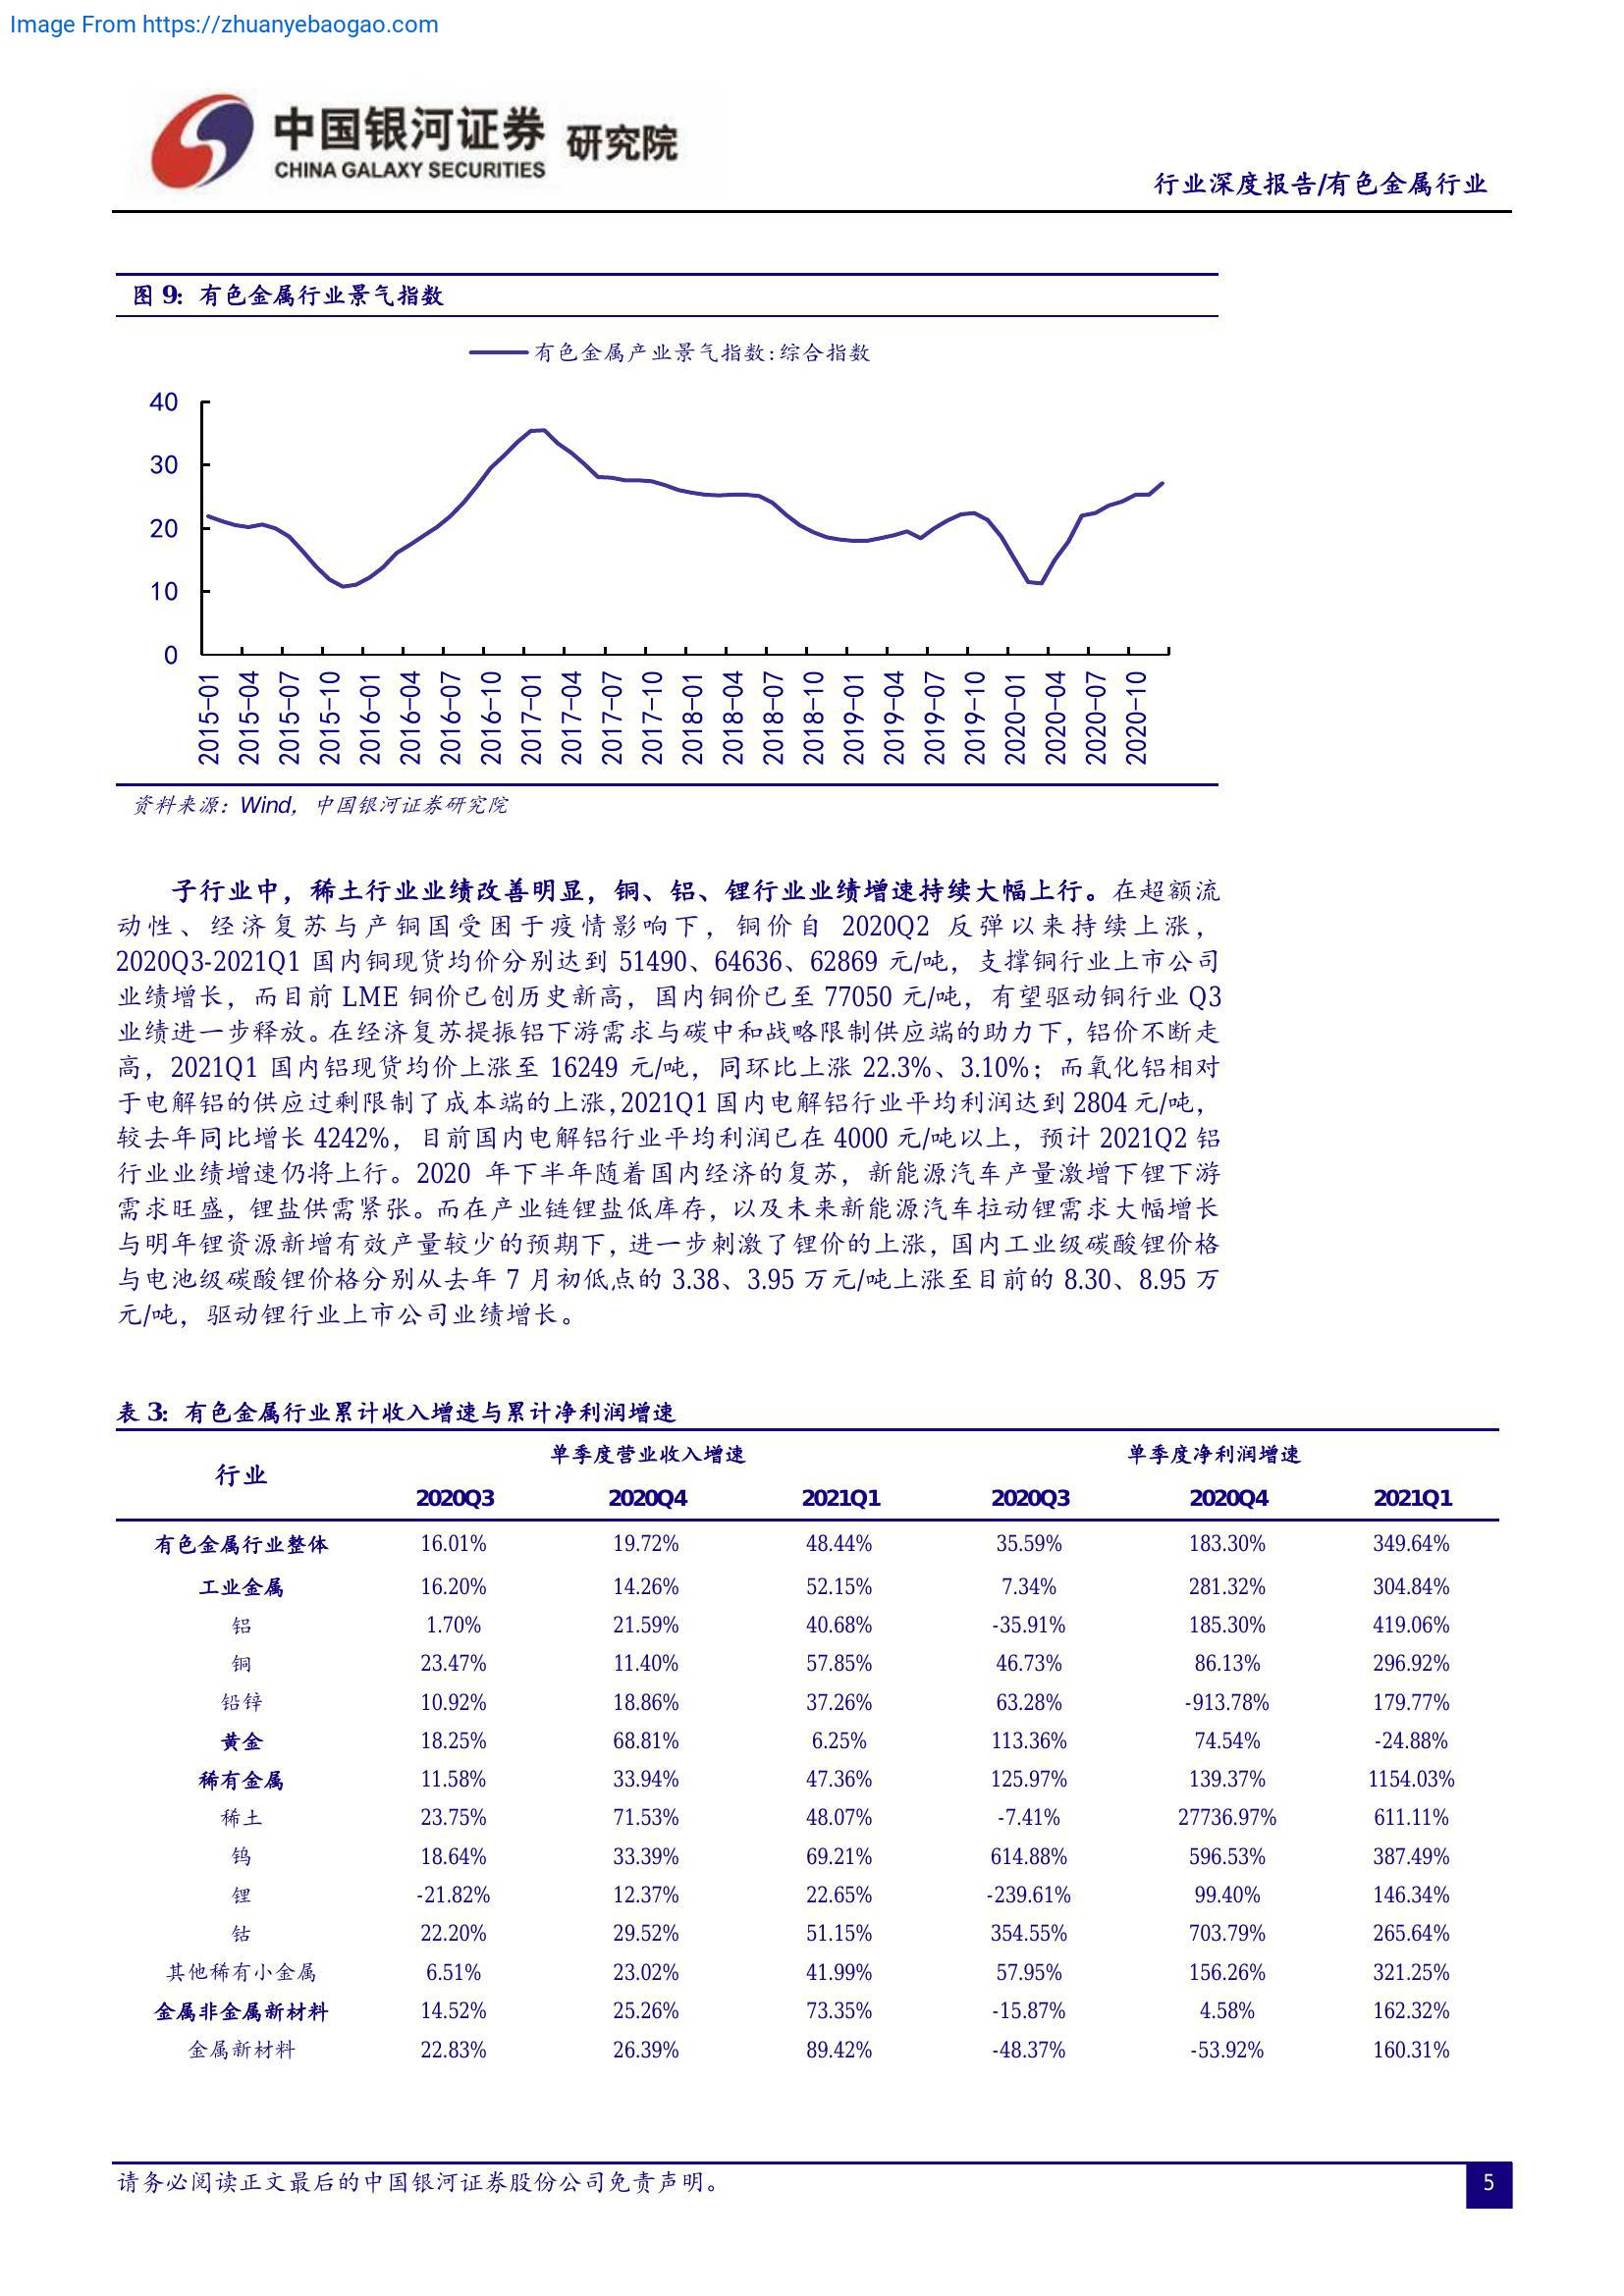 Image From https://zhuanyebaogao.com
中国银河证券 研究院
CHINA GALAXY SECURITIES
行业深度报告/有色金属行业
图 9: 有色金属行业景气指数
有色金属产业景气指数:综合指数
40
30
20
10
0
2015-01 2015-04 2015-07 2015-10 2016-01 2016-04 2016-07 2016-10 2017-01 2017-04 2017-07 2017-10 2018-01 2018-04 2018-07 2018-10 2019-01 2019-04 2019-07 2019-10 2020-01 2020-04 2020-07 2020-10
资料来源: Wind, 中国银河证券研究院
子行业中，稀土行业业绩改善明显，铜、铝、锂行业业绩增速持续大幅上行。在超额流
动性、经济复苏与产铜国受困于疫情影响下，铜价自 2020Q2 反弹以来持续上涨，
2020Q3-2021Q1 国内铜现货均价分别达到 51490、64636、62869 元/吨，支撑铜行业上市公司
业绩增长，而目前 LME 铜价已创历史新高，国内铜价已至 77050 元/吨，有望驱动铜行业 Q3
业绩进一步释放。在经济复苏提振铝下游需求与碳中和战略限制供应端的助力下，铝价不断走
高，2021Q1 国内铝现货均价上涨至 16249 元/吨，同环比上涨 22.3%、3.10%；而氧化铝相对
于电解铝的供应过剩限制了成本端的上涨，2021Q1 国内电解铝行业平均利润达到 2804 元/吨，
较去年同比增长 4242%，目前国内电解铝行业平均利润已在 4000 元/吨以上，预计 2021Q2 铝
行业业绩增速仍将上行。2020 年下半年随着国内经济的复苏，新能源汽车产量激增下锂下游
需求旺盛，锂盐供需紧张。而在产业链锂盐低库存，以及未来新能源汽车拉动锂需求大幅增长
与明年锂资源新增有效产量较少的预期下，进一步刺激了锂价的上涨，国内工业级碳酸锂价格
与电池级碳酸锂价格分别从去年 7 月初低点的 3.38、3.95 万元/吨上涨至目前的 8.30、8.95 万
元/吨，驱动锂行业上市公司业绩增长。
表 3: 有色金属行业累计收入增速与累计净利润增速
行业 单季度营业收入增速 单季度净利润增速
2020Q3 2020Q4 2021Q1 2020Q3 2020Q4 2021Q1
有色金属行业整体 16.01% 19.72% 48.44% 35.59% 183.30% 349.64%
工业金属 16.20% 14.26% 52.15% 7.34% 281.32% 304.84%
铝 1.70% 21.59% 40.68% -35.91% 185.30% 419.06%
铜 23.47% 11.40% 57.85% 46.73% 86.13% 296.92%
铅锌 10.92% 18.86% 37.26% 63.28% -913.78% 179.77%
黄金 18.25% 68.81% 6.25% 113.36% 74.54% -24.88%
稀有金属 11.58% 33.94% 47.36% 125.97% 139.37% 1154.03%
稀土 23.75% 71.53% 48.07% -7.41% 27736.97% 611.11%
钨 18.64% 33.39% 69.21% 614.88% 596.53% 387.49%
锂 -21.82% 12.37% 22.65% -239.61% 99.40% 146.34%
钴 22.20% 29.52% 51.15% 354.55% 703.79% 265.64%
其他稀有小金属 6.51% 23.02% 41.99% 57.95% 156.26% 321.25%
金属非金属新材料 14.52% 25.26% 73.35% -15.87% 4.58% 162.32%
金属新材料 22.83% 26.39% 89.42% -48.37% -53.92% 160.31%
请务必阅读正文最后的中国银河证券股份公司免责声明。
5